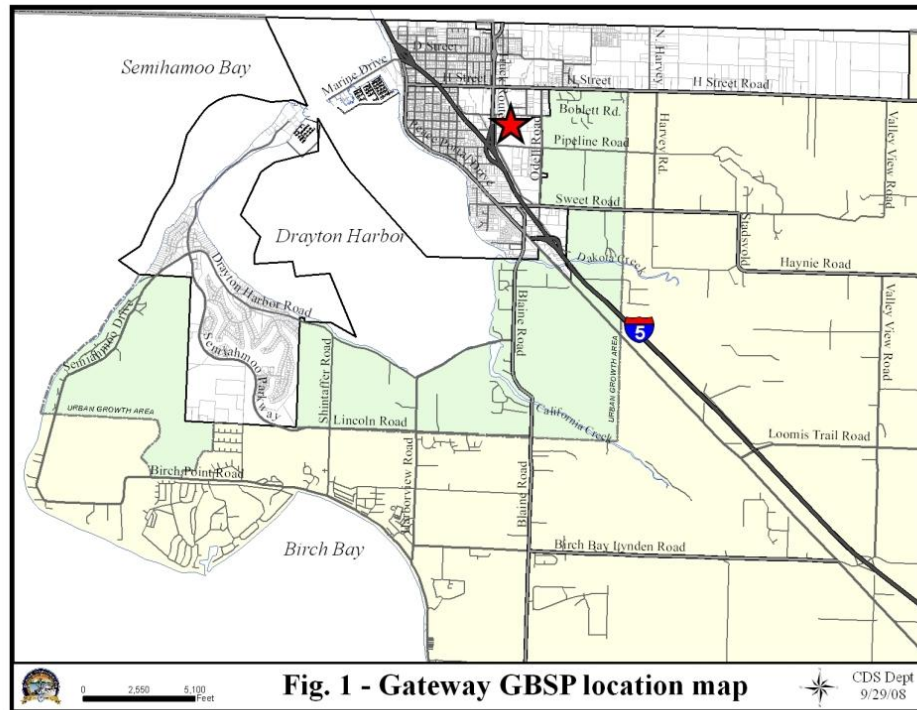 D Street
N. Harvey
Semihamoo Bay
Marine Drive
H Street
H Street
H Street Road
Boblett Rd.
Peace Portal Drive
Odell Road
Pipeline Road
Harvey Rd.
Valley View Road
Sweet Road
Stadsvold
Drayton Harbor
Dakota Creek
Haynie Road
Drayton Harbor Road
Blaine Road
Semiahmoo Drive
Semiahmoo Parkway
Shintaffer Road
5
Valley View Road
URBAN GROWTH AREA
URBAN GROWTH AREA
Lincoln Road
California Creek
Loomis Trail Road
Birch Point Road
Harborview Road
Blaine Road
Birch Bay
Birch Bay Lynden Road
0 2,550 5,100
Feet
Fig. 1 - Gateway GBSP location map
CDS Dept
9/29/08